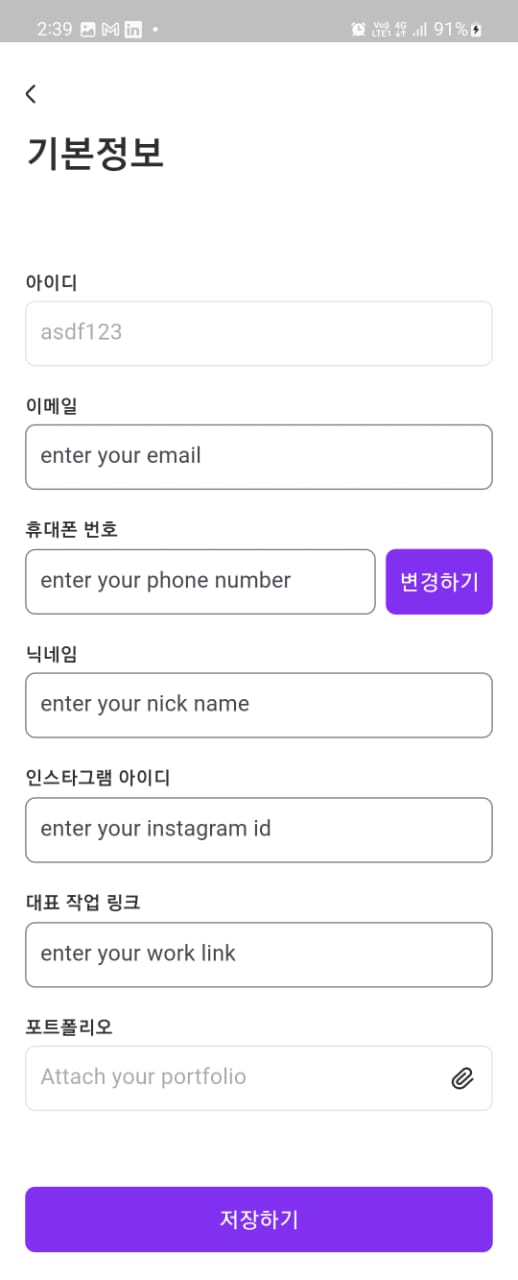 2:39
VoLTE1 4G 91%
기본정보
아이디
asdf123
이메일
enter your email
휴대폰 번호
enter your phone number 변경하기
닉네임
enter your nick name
인스타그램 아이디
enter your instagram id
대표 작업 링크
enter your work link
포트폴리오
Attach your portfolio
저장하기